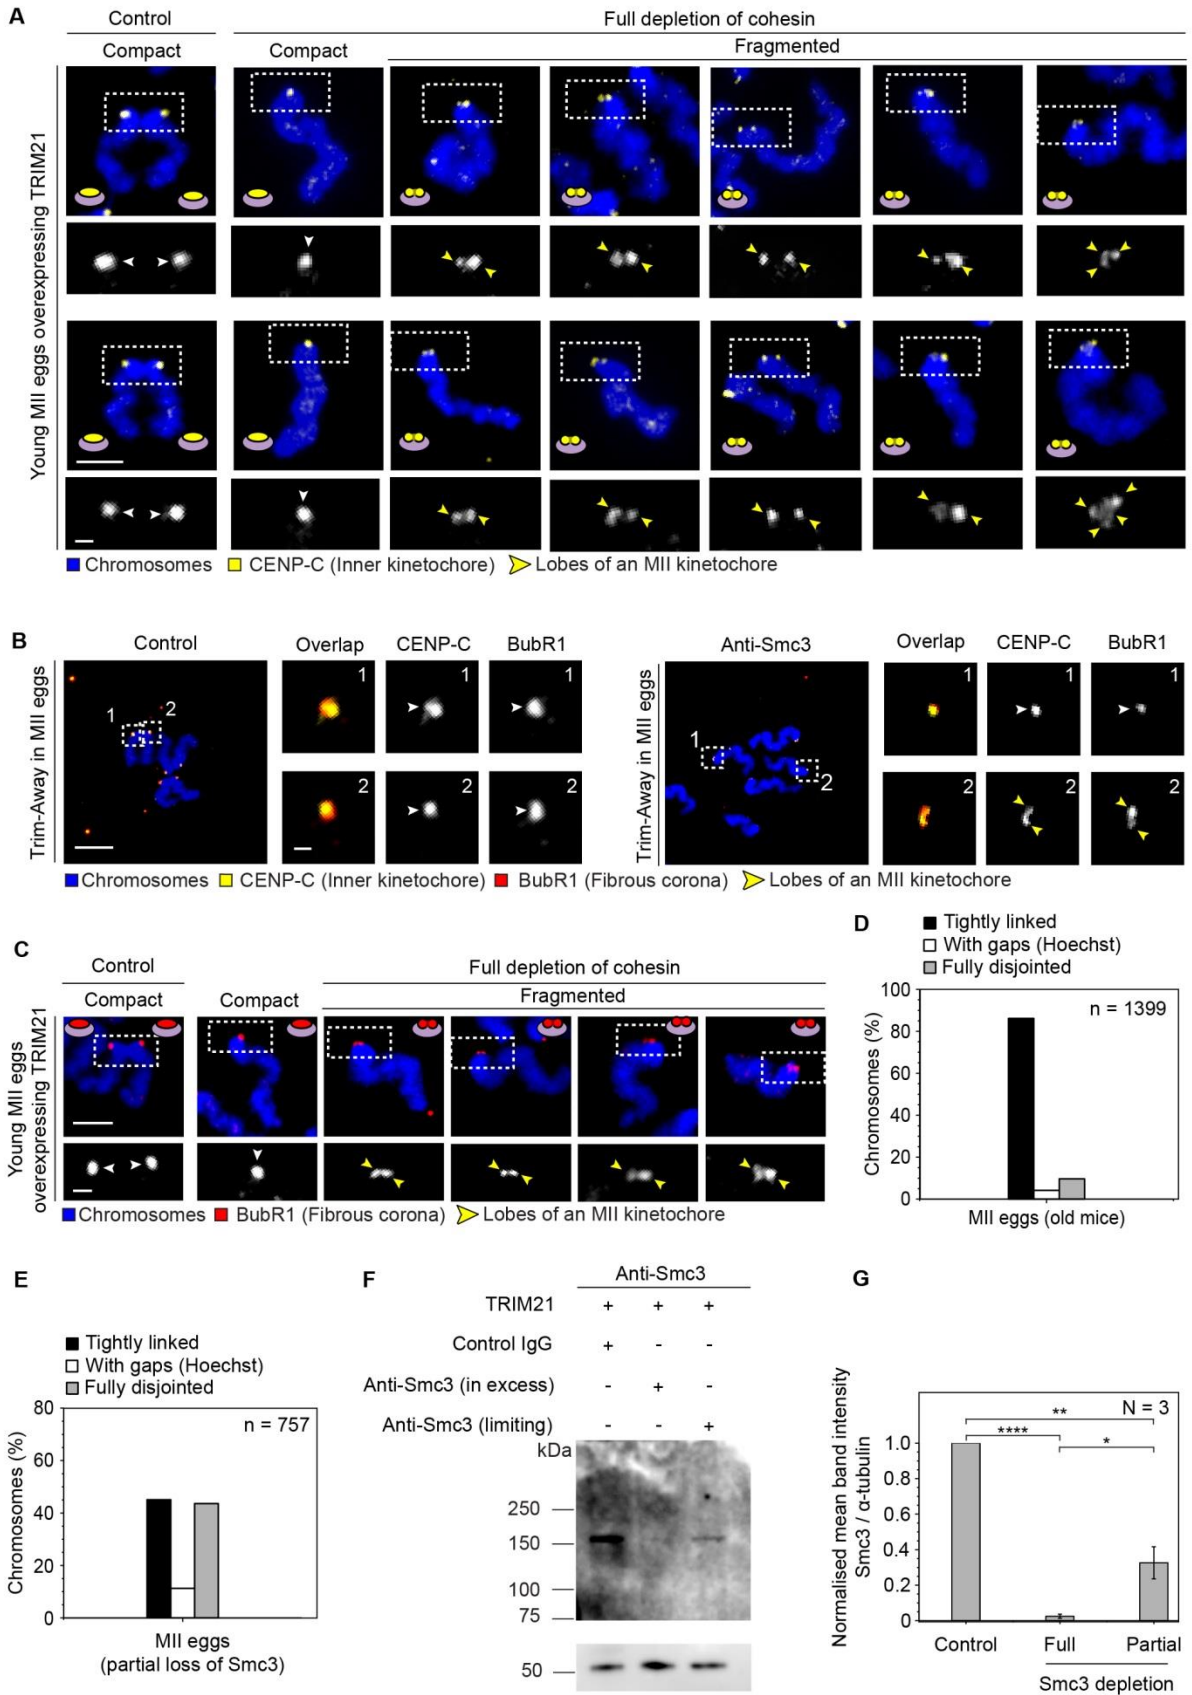 A
Control
Full depletion of cohesin
Compact
Compact
Fragmented
Young MII eggs overexpressing TRIM21
Chromosomes CENP-C (Inner kinetochore) Lobes of an MII kinetochore
B
Control
Overlap CENP-C BubR1
Anti-Smc3
Overlap CENP-C BubR1
Trim-Away in MII eggs
1 2
1 1 1
2 2 2
Trim-Away in MII eggs
1 2
1 1 1
2 2 2
Chromosomes CENP-C (Inner kinetochore) BubR1 (Fibrous corona) Lobes of an MII kinetochore
C
Control
Full depletion of cohesin
Compact
Compact
Fragmented
Young MII eggs
overexpressing TRIM21
Chromosomes BubR1 (Fibrous corona) Lobes of an MII kinetochore
D
Tightly linked
With gaps (Hoechst)
Fully disjointed
n = 1399
Chromosomes (%)
100
80
60
40
20
0
MII eggs (old mice)
E
Tightly linked
With gaps (Hoechst)
Fully disjointed
n = 757
Chromosomes (%)
80
60
40
20
0
MII eggs
(partial loss of Smc3)
F
Anti-Smc3
TRIM21 + + +
Control IgG + - -
Anti-Smc3 (in excess) - + -
Anti-Smc3 (limiting) - - +
kDa
250
150
100
75
50
G
N = 3
**
****
*
Normalised mean band intensity
Smc3 / α-tubulin
1.0
0.8
0.6
0.4
0.2
0
Control Full Partial
Smc3 depletion